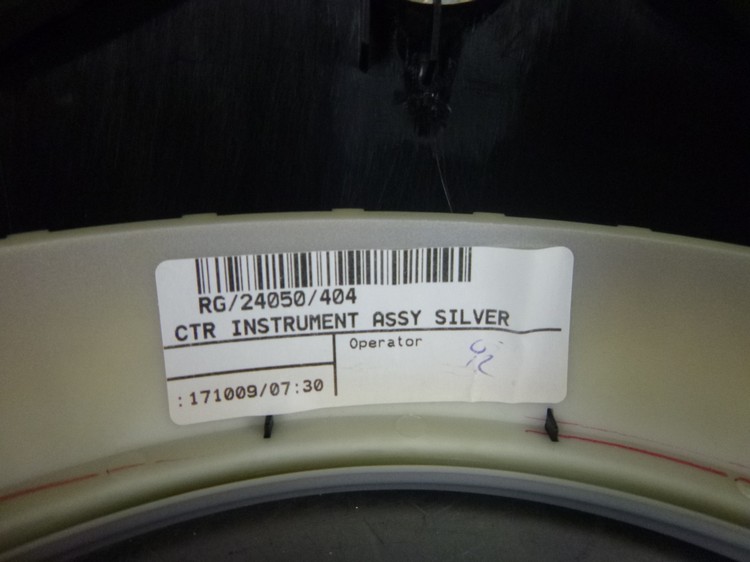 RG/24050/404
CTR INSTRUMENT ASSY SILVER
Operator
:171009/07:30